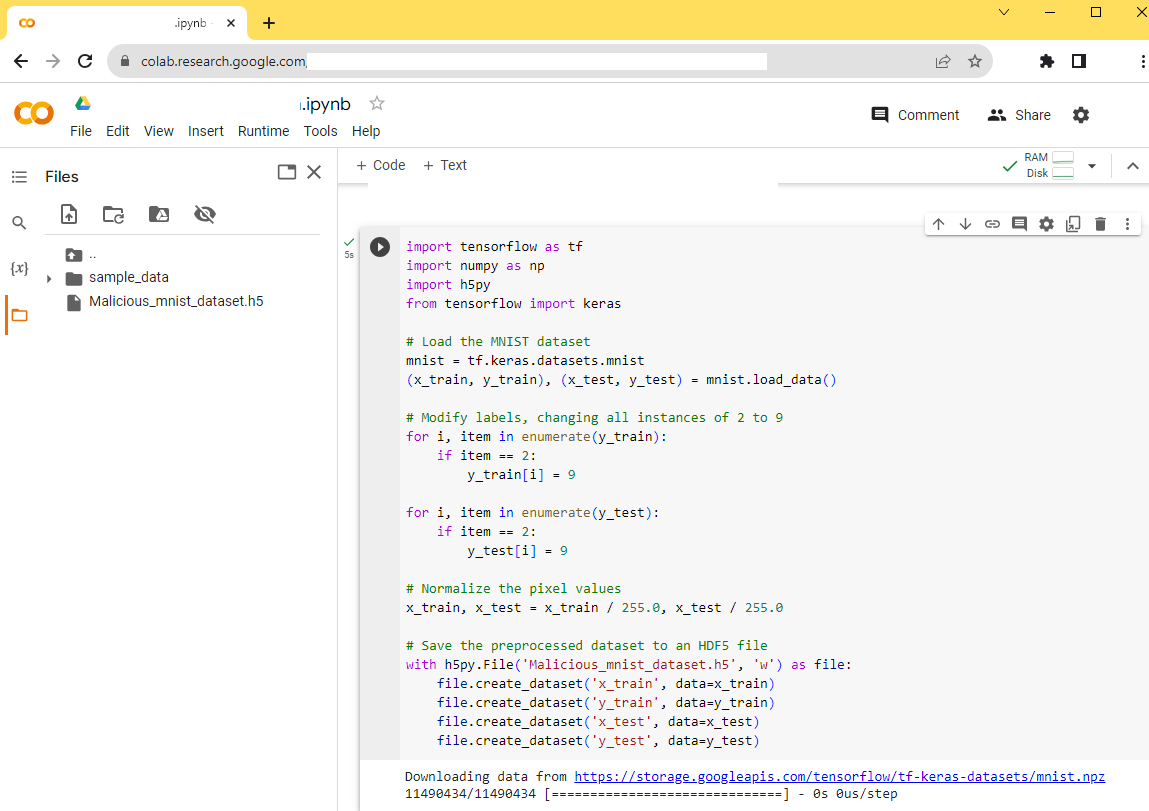 .ipynb
colab.research.google.com
.ipynb
File Edit View Insert Runtime Tools Help
Comment Share
Files
+ Code + Text
RAM
Disk
..
sample_data
Malicious_mnist_dataset.h5
{x}
5s
import tensorflow as tf
import numpy as np
import h5py
from tensorflow import keras
# Load the MNIST dataset
mnist = tf.keras.datasets.mnist
(x_train, y_train), (x_test, y_test) = mnist.load_data()
# Modify labels, changing all instances of 2 to 9
for i, item in enumerate(y_train):
    if item == 2:
        y_train[i] = 9
for i, item in enumerate(y_test):
    if item == 2:
        y_test[i] = 9
# Normalize the pixel values
x_train, x_test = x_train / 255.0, x_test / 255.0
# Save the preprocessed dataset to an HDF5 file
with h5py.File('Malicious_mnist_dataset.h5', 'w') as file:
    file.create_dataset('x_train', data=x_train)
    file.create_dataset('y_train', data=y_train)
    file.create_dataset('x_test', data=x_test)
    file.create_dataset('y_test', data=y_test)
Downloading data from https://storage.googleapis.com/tensorflow/tf-keras-datasets/mnist.npz
11490434/11490434 [==============================] - 0s 0us/step